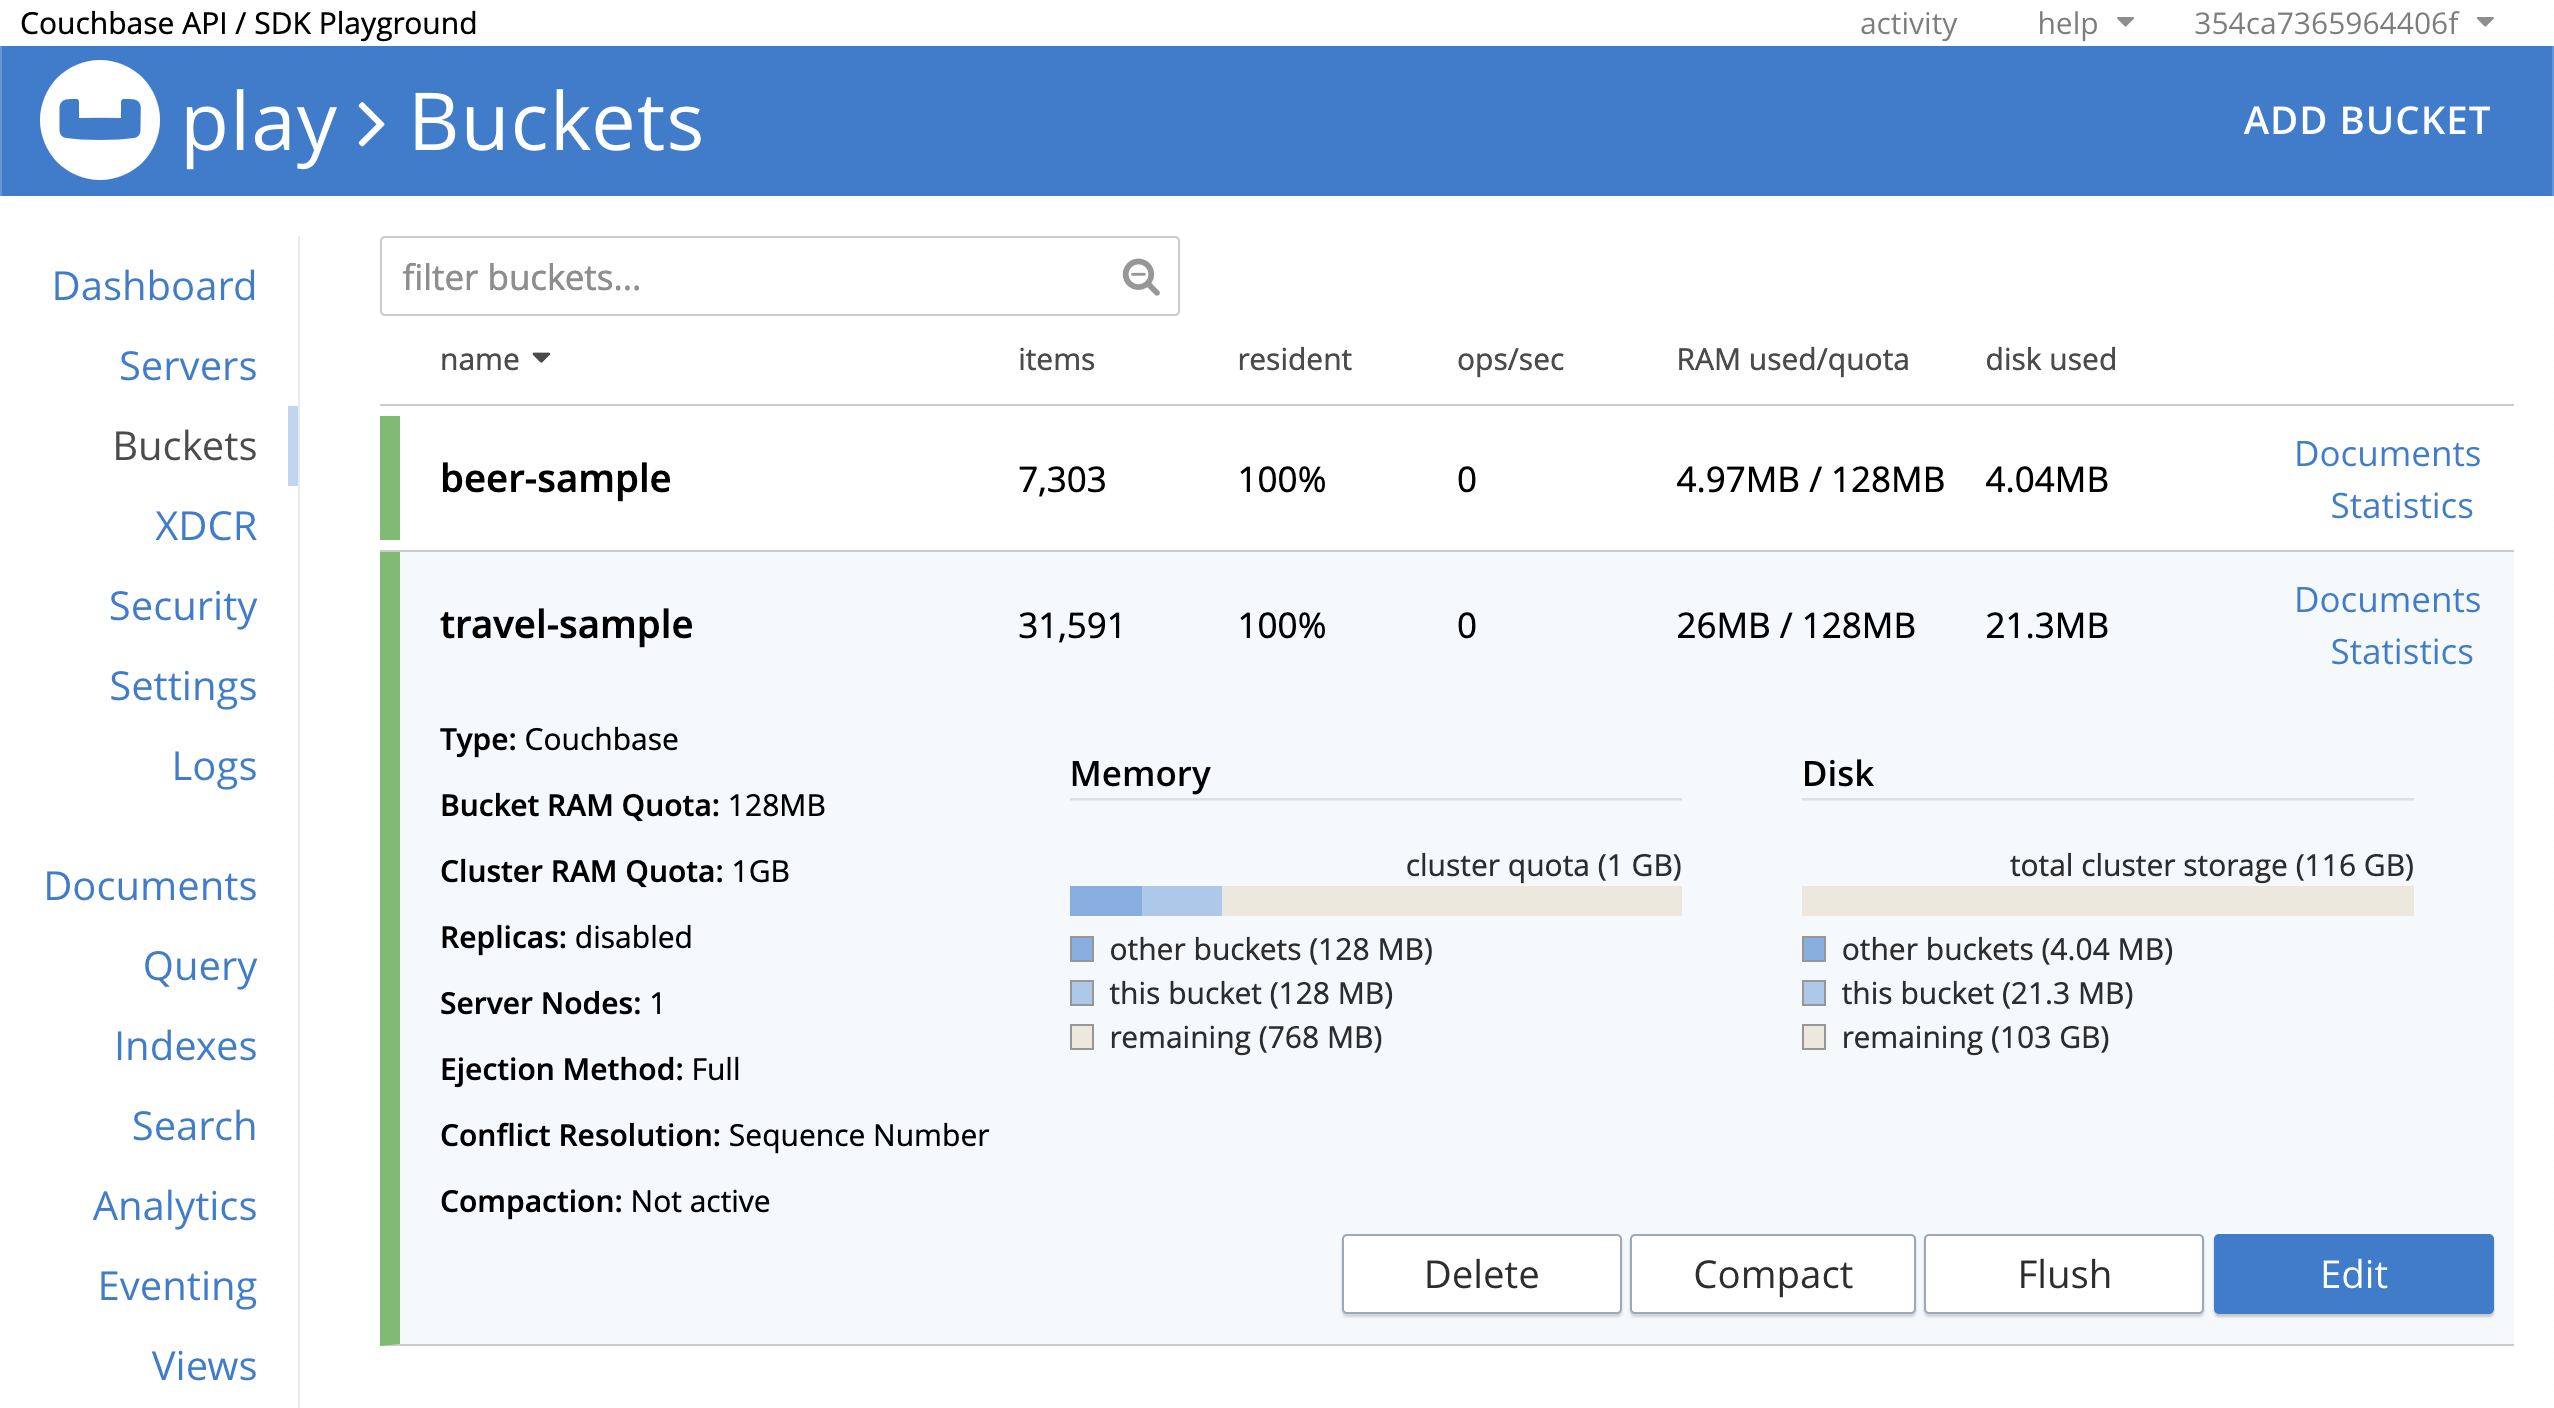 Couchbase API / SDK Playground
activity help 354ca7365964406f
play > Buckets
ADD BUCKET
Dashboard
Servers
Buckets
XDCR
Security
Settings
Logs
Documents
Query
Indexes
Search
Analytics
Eventing
Views
filter buckets...
name items resident ops/sec RAM used/quota disk used
beer-sample 7,303 100% 0 4.97MB / 128MB 4.04MB
Documents
Statistics
travel-sample 31,591 100% 0 26MB / 128MB 21.3MB
Documents
Statistics
Type: Couchbase
Bucket RAM Quota: 128MB
Cluster RAM Quota: 1GB
Replicas: disabled
Server Nodes: 1
Ejection Method: Full
Conflict Resolution: Sequence Number
Compaction: Not active
Memory
cluster quota (1 GB)
other buckets (128 MB)
this bucket (128 MB)
remaining (768 MB)
Disk
total cluster storage (116 GB)
other buckets (4.04 MB)
this bucket (21.3 MB)
remaining (103 GB)
Delete Compact Flush Edit